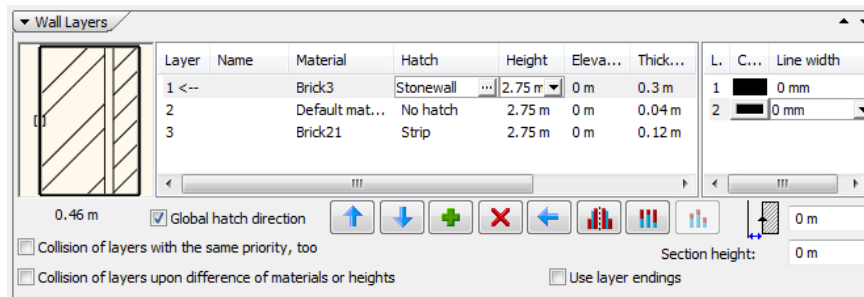 Wall Layers
Layer Name Material Hatch Height Eleva... Thick... L. C... Line width
1 <-- Brick3 Stonewall ... 2.75 m 0 m 0.3 m 1 0 mm
2 Default mat... No hatch 2.75 m 0 m 0.04 m 2 0 mm
3 Brick21 Strip 2.75 m 0 m 0.12 m
0.46 m Global hatch direction 0 m
Collision of layers with the same priority, too Section height: 0 m
Collision of layers upon difference of materials or heights Use layer endings